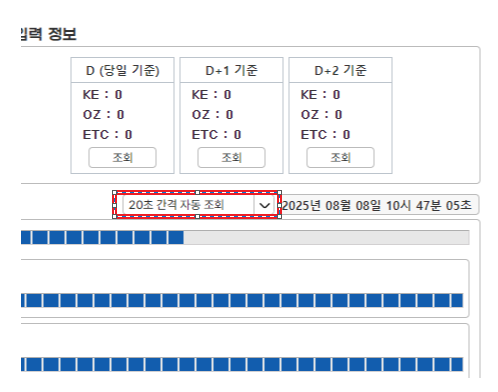 입력 정보
D (당일 기준) D+1 기준 D+2 기준
KE : 0 KE : 0 KE : 0
OZ : 0 OZ : 0 OZ : 0
ETC : 0 ETC : 0 ETC : 0
조회 조회 조회
20초 간격 자동 조회 2025년 08월 08일 10시 47분 05초